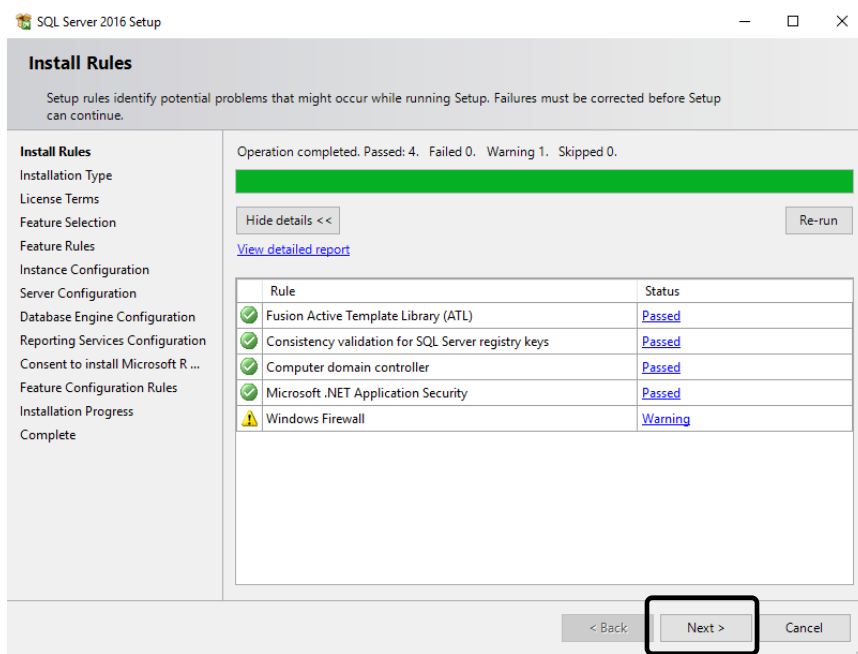 SQL Server 2016 Setup
Install Rules
Setup rules identify potential problems that might occur while running Setup. Failures must be corrected before Setup
can continue.
Install Rules
Installation Type
License Terms
Feature Selection
Feature Rules
Instance Configuration
Server Configuration
Database Engine Configuration
Reporting Services Configuration
Consent to install Microsoft R ...
Feature Configuration Rules
Installation Progress
Complete
Operation completed. Passed: 4.   Failed 0.   Warning 1.   Skipped 0.
Hide details <<
Re-run
View detailed report
Rule Status
Fusion Active Template Library (ATL) Passed
Consistency validation for SQL Server registry keys Passed
Computer domain controller Passed
Microsoft .NET Application Security Passed
Windows Firewall Warning
< Back Next > Cancel